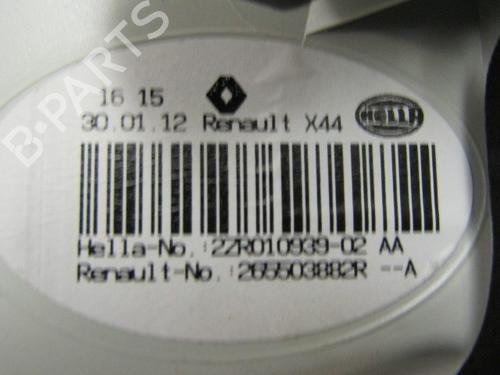 16 15
30.01.12 Renault X44 HELLA
Hella-No.:2ZR010939-02 AA
Renault-No.:265503882R --A
B-PARTS